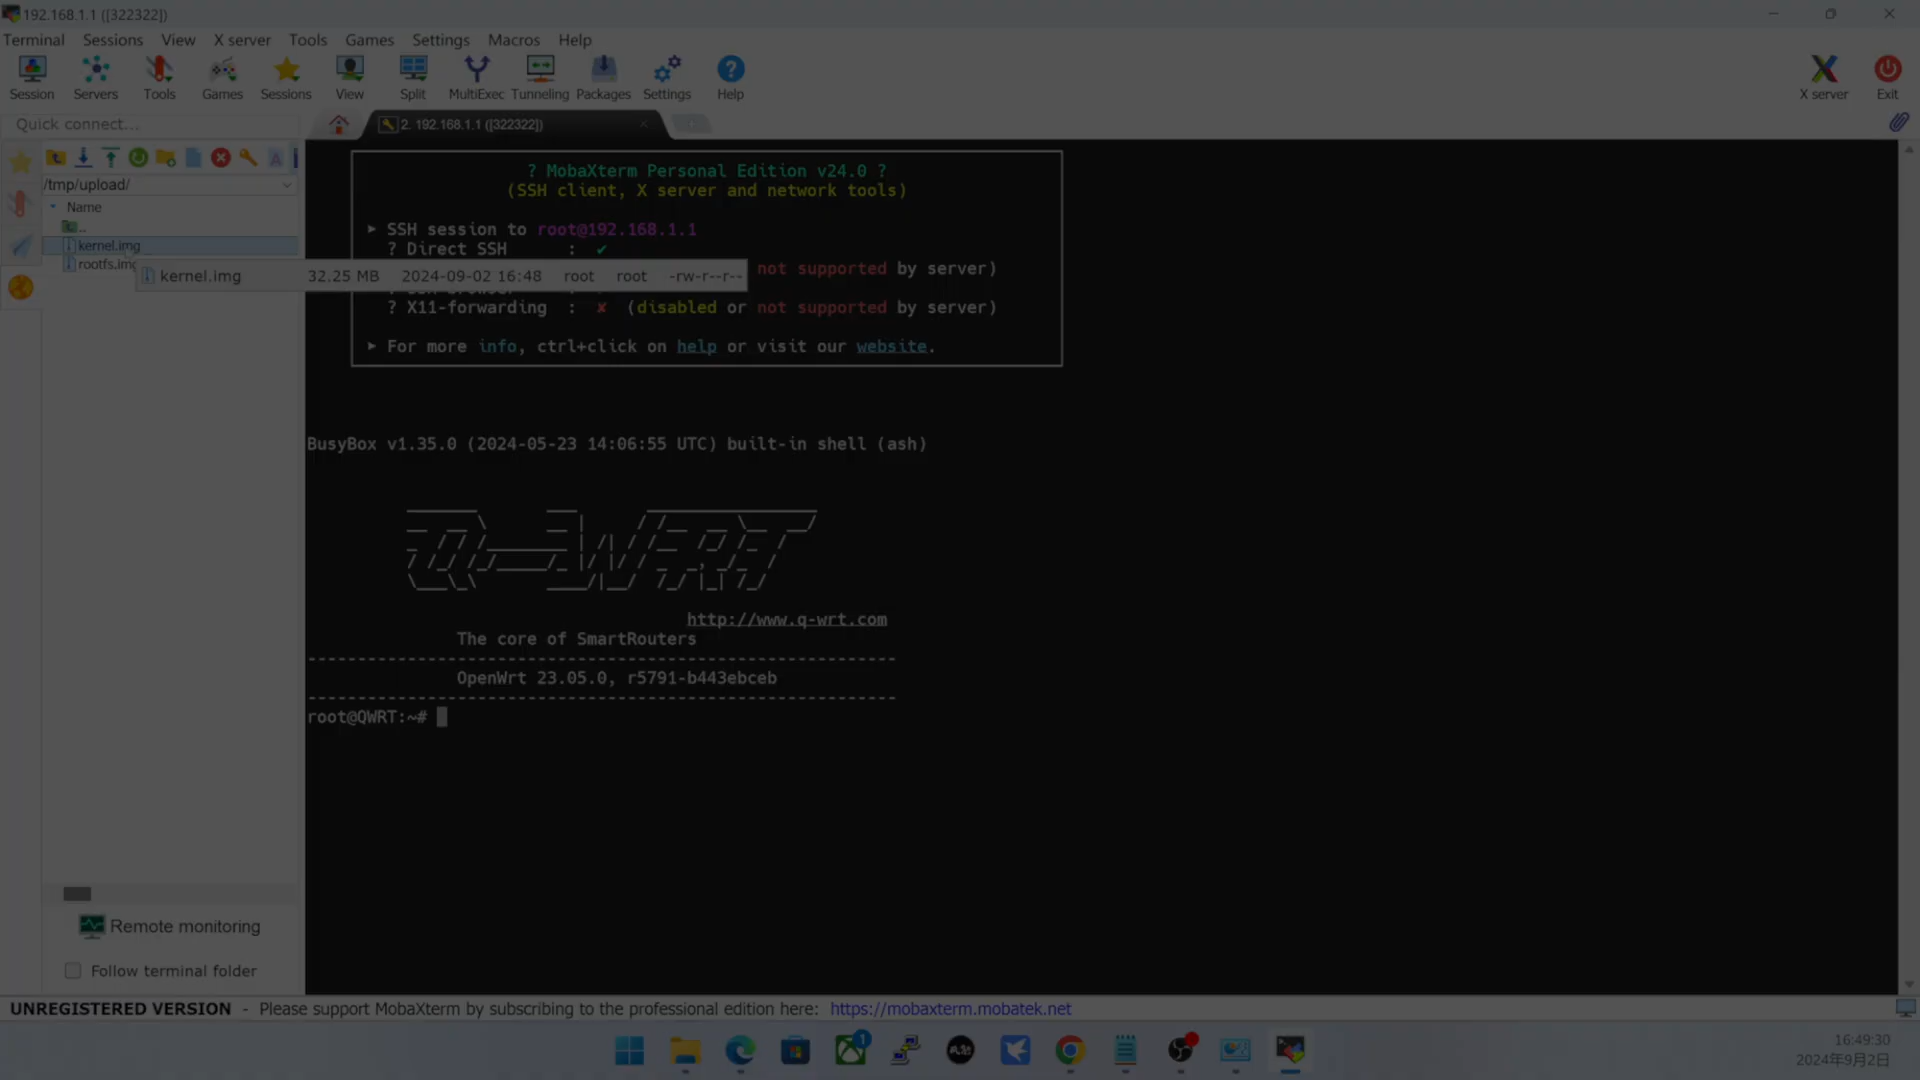 192.168.1.1 ([322322])
Terminal Sessions View X server Tools Games Settings Macros Help
Session Servers Tools Games Sessions View Split MultiExec Tunneling Packages Settings Help X server Exit
Quick connect...
2. 192.168.1.1 ([322322])
/tmp/upload/
Name
..
kernel.img
rootfs.img
kernel.img 32.25 MB 2024-09-02 16:48 root root -rw-r--r--
? MobaXterm Personal Edition v24.0 ?
(SSH client, X server and network tools)
► SSH session to root@192.168.1.1
? Direct SSH : ✔
not supported by server)
? X11-forwarding : ✘ (disabled or not supported by server)
► For more info, ctrl+click on help or visit our website.
BusyBox v1.35.0 (2024-05-23 14:06:55 UTC) built-in shell (ash)
Q-WRT
http://www.q-wrt.com
The core of SmartRouters
-----------------------------------------------------------
OpenWrt 23.05.0, r5791-b443ebceb
-----------------------------------------------------------
root@QWRT:~#
Remote monitoring
Follow terminal folder
UNREGISTERED VERSION - Please support MobaXterm by subscribing to the professional edition here: https://mobaxterm.mobatek.net
1
16:49:30
2024年9月2日